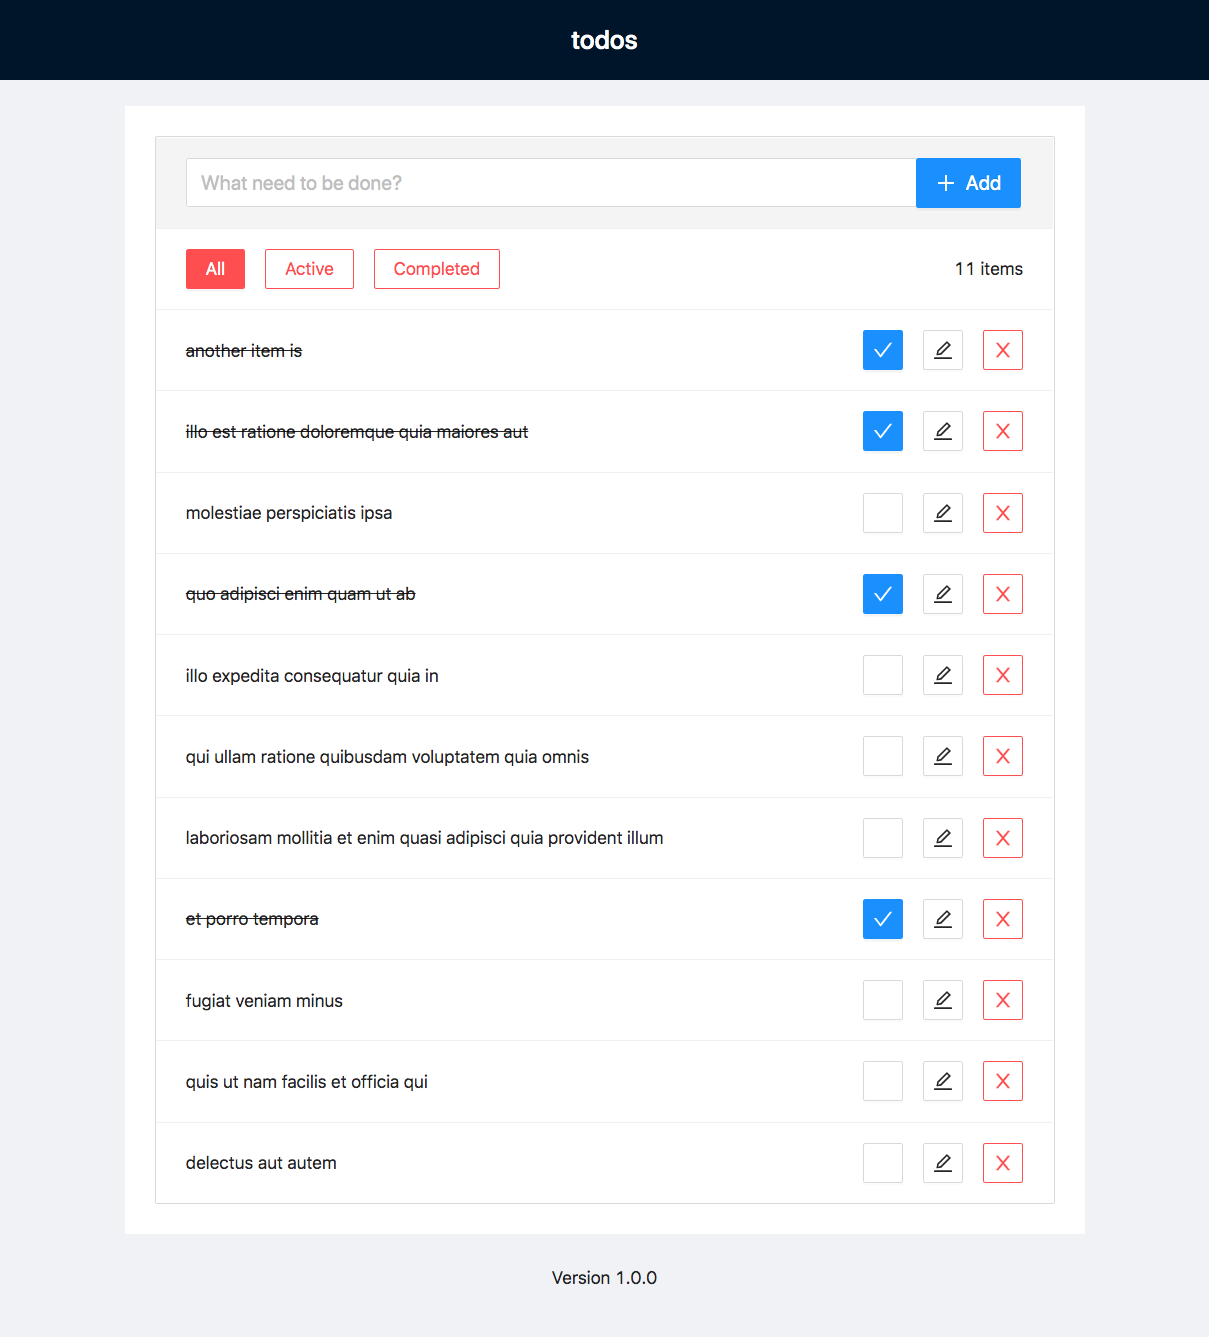 todos
What need to be done?
Add
All
Active
Completed
11 items
another item is
illo est ratione doloremque quia maiores aut
molestiae perspiciatis ipsa
quo adipisci enim quam ut ab
illo expedita consequatur quia in
qui ullam ratione quibusdam voluptatem quia omnis
laboriosam mollitia et enim quasi adipisci quia provident illum
et porro tempora
fugiat veniam minus
quis ut nam facilis et officia qui
delectus aut autem
Version 1.0.0